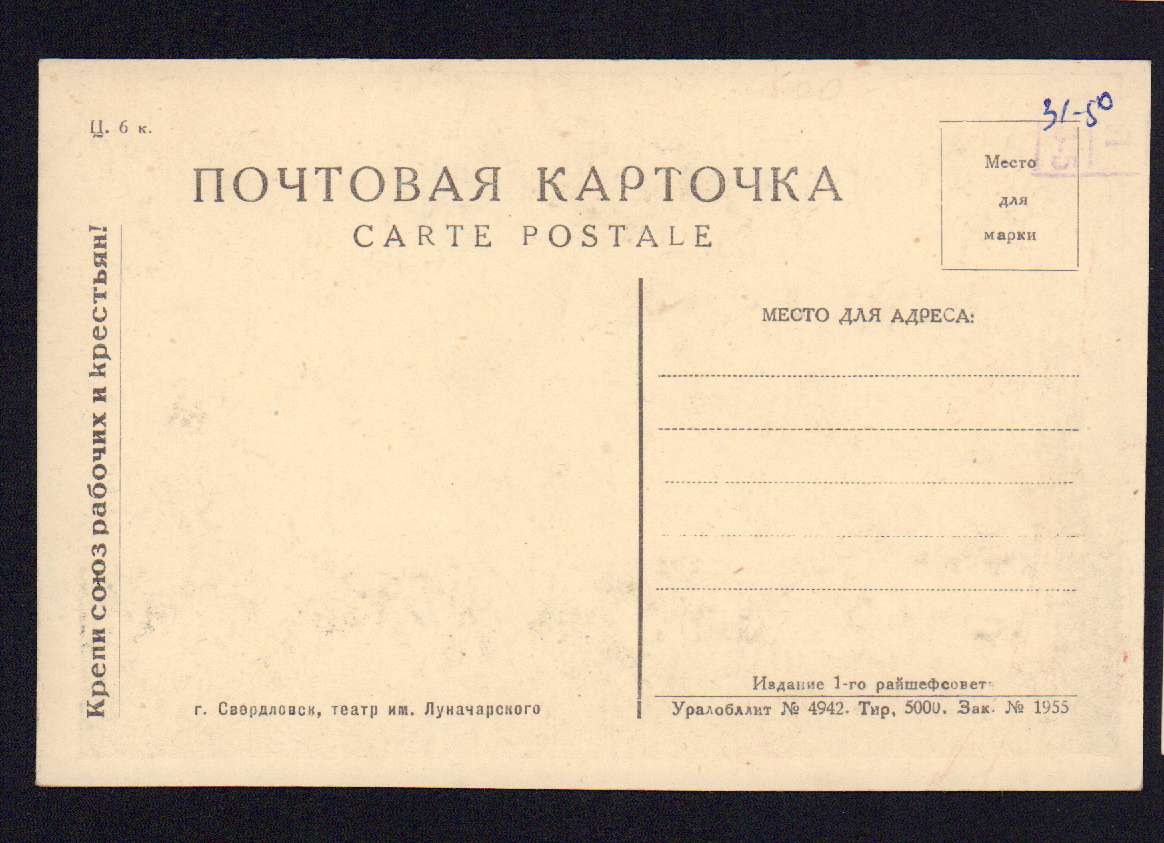 Ц. 6 к.
31-50
ПОЧТОВАЯ КАРТОЧКА
CARTE POSTALE
Место
для
марки
Крепи союз рабочих и крестьян!
МЕСТО ДЛЯ АДРЕСА:
г. Свердловск, театр им. Луначарского
Издание 1-го райшефсовет
Уралобллит № 4942. Тир, 5000. Зак. № 1955